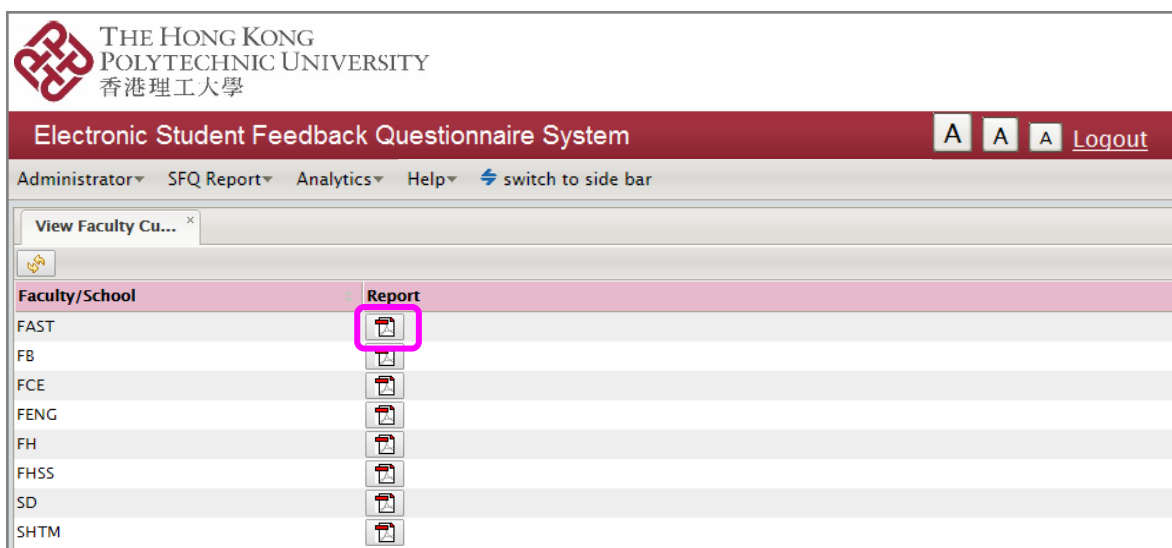 THE HONG KONG
POLYTECHNIC UNIVERSITY
香港理工大學
Electronic Student Feedback Questionnaire System A A A Logout
Administrator SFQ Report Analytics Help switch to side bar
View Faculty Cu... ×
Faculty/School Report
FAST
FB
FCE
FENG
FH
FHSS
SD
SHTM